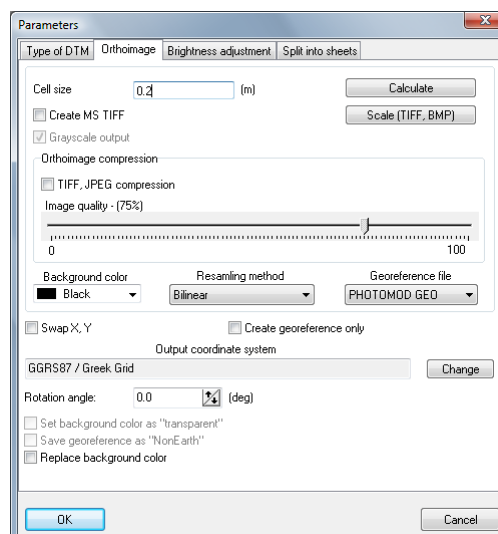 Parameters
Type of DTM Orthoimage Brightness adjustment Split into sheets
Cell size 0.2 (m) Calculate
Create MS TIFF Scale (TIFF, BMP)
Grayscale output
Orthoimage compression
TIFF, JPEG compression
Image quality - (75%)
0 100
Background color Resamling method Georeference file
Black Bilinear PHOTOMOD GEO
Swap X, Y Create georeference only
Output coordinate system
GGRS87 / Greek Grid Change
Rotation angle: 0.0 (deg)
Set background color as "transparent"
Save georeference as "NonEarth"
Replace background color
OK Cancel